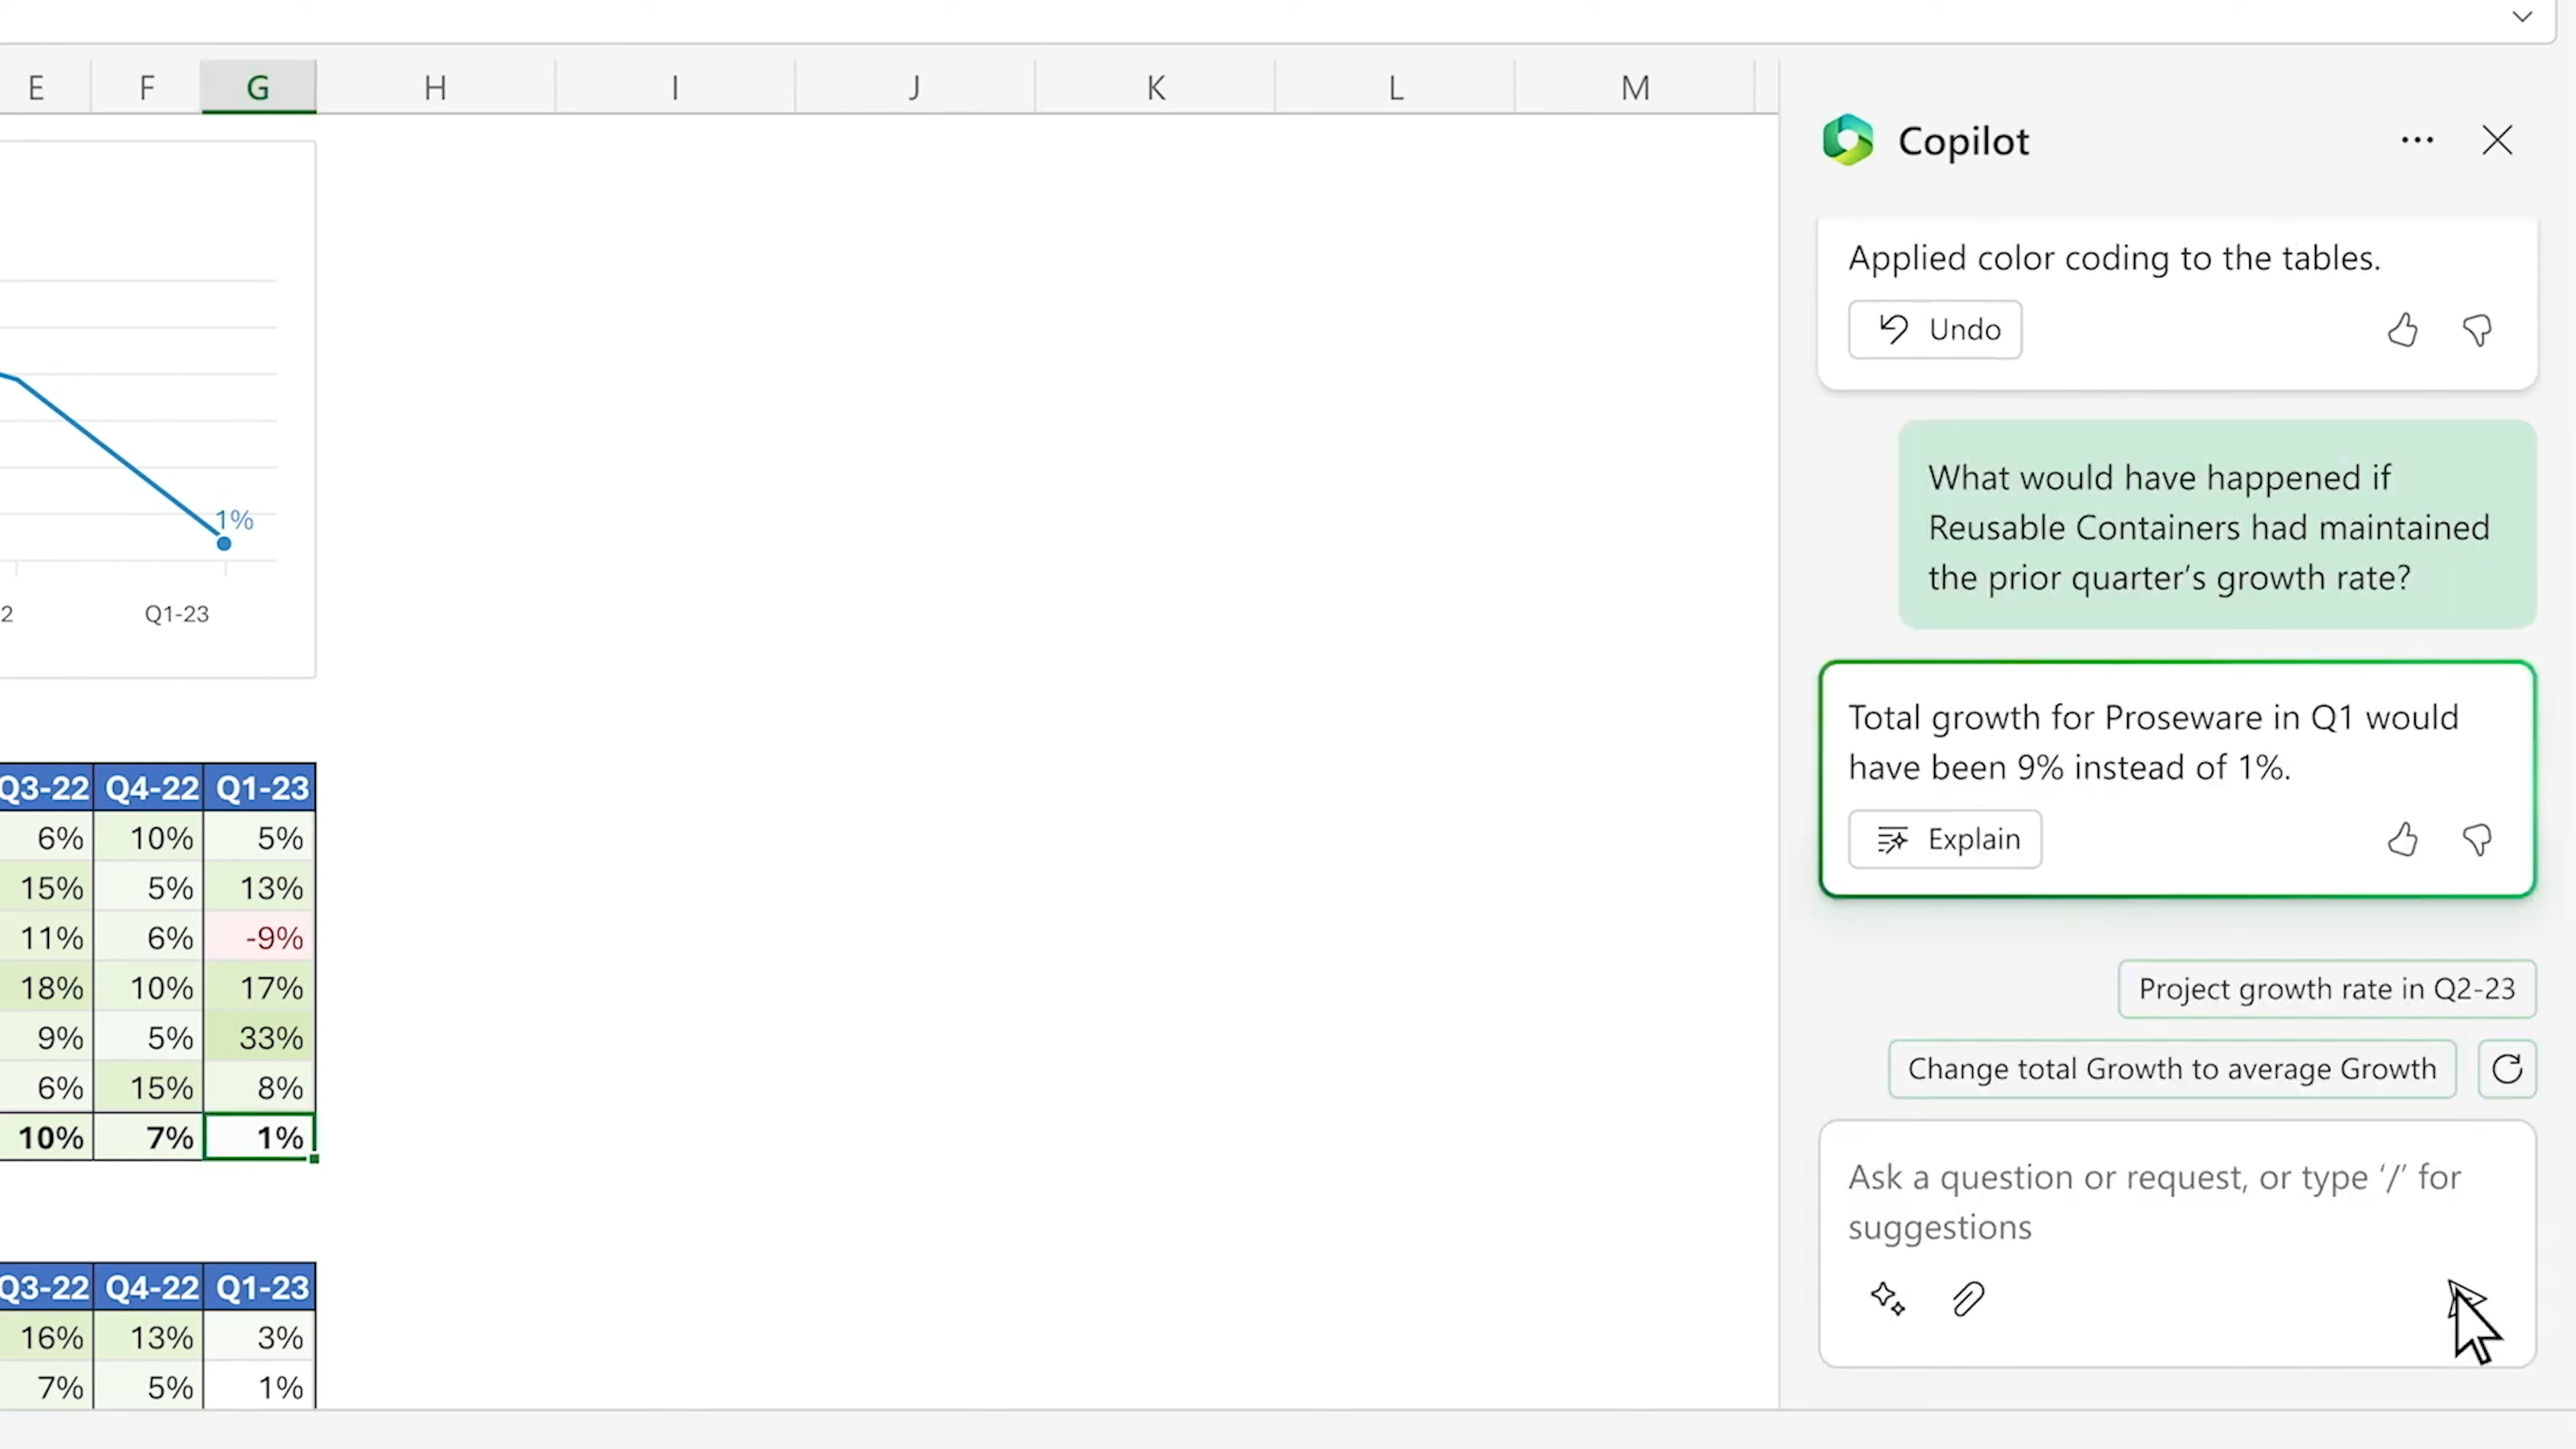 E F G H I J K L M
1%
2 Q1-23
Q3-22 Q4-22 Q1-23
6% 10% 5%
15% 5% 13%
11% 6% -9%
18% 10% 17%
9% 5% 33%
6% 15% 8%
10% 7% 1%
Q3-22 Q4-22 Q1-23
16% 13% 3%
7% 5% 1%
Copilot
Applied color coding to the tables.
Undo
What would have happened if
Reusable Containers had maintained
the prior quarter’s growth rate?
Total growth for Proseware in Q1 would
have been 9% instead of 1%.
Explain
Project growth rate in Q2-23
Change total Growth to average Growth
Ask a question or request, or type ‘/’ for
suggestions